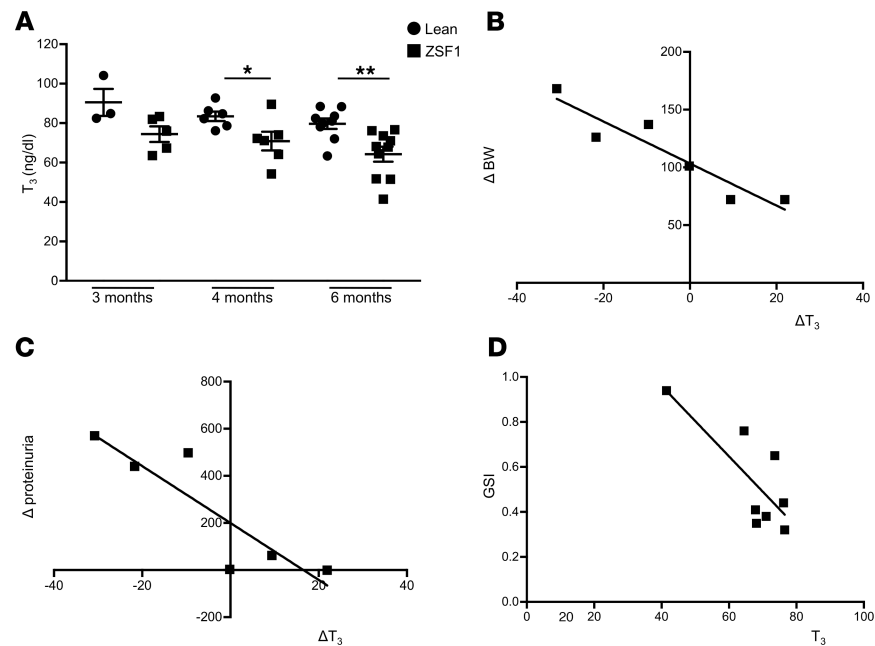 A
Lean
ZSF1
120
100
80
60
40
20
0
T3 (ng/dl)
*
**
3 months
4 months
6 months
B
200
150
100
50
Δ BW
-40
-20
0
20
40
ΔT3
C
800
600
400
200
-200
Δ proteinuria
-40
-20
20
40
ΔT3
D
1.0
0.8
0.6
0.4
0.2
0.0
GSI
0
20
20
40
60
80
100
T3